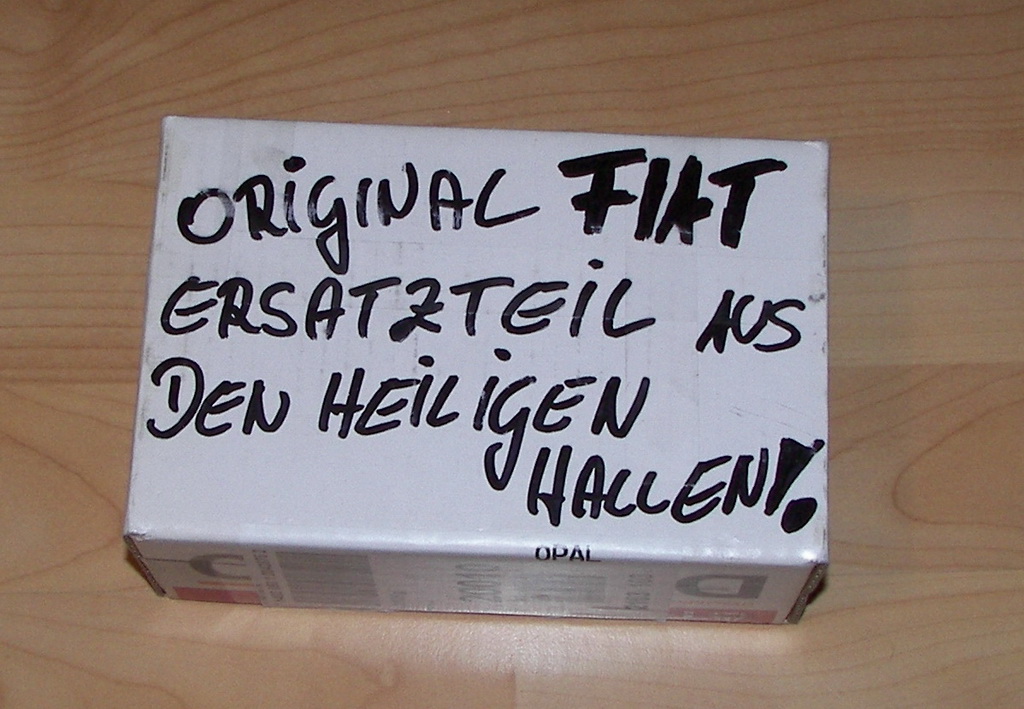 ORIGINAL FIAT
ERSATZTEIL AUS
DEN HEILIGEN
HALLEN!
OPAL